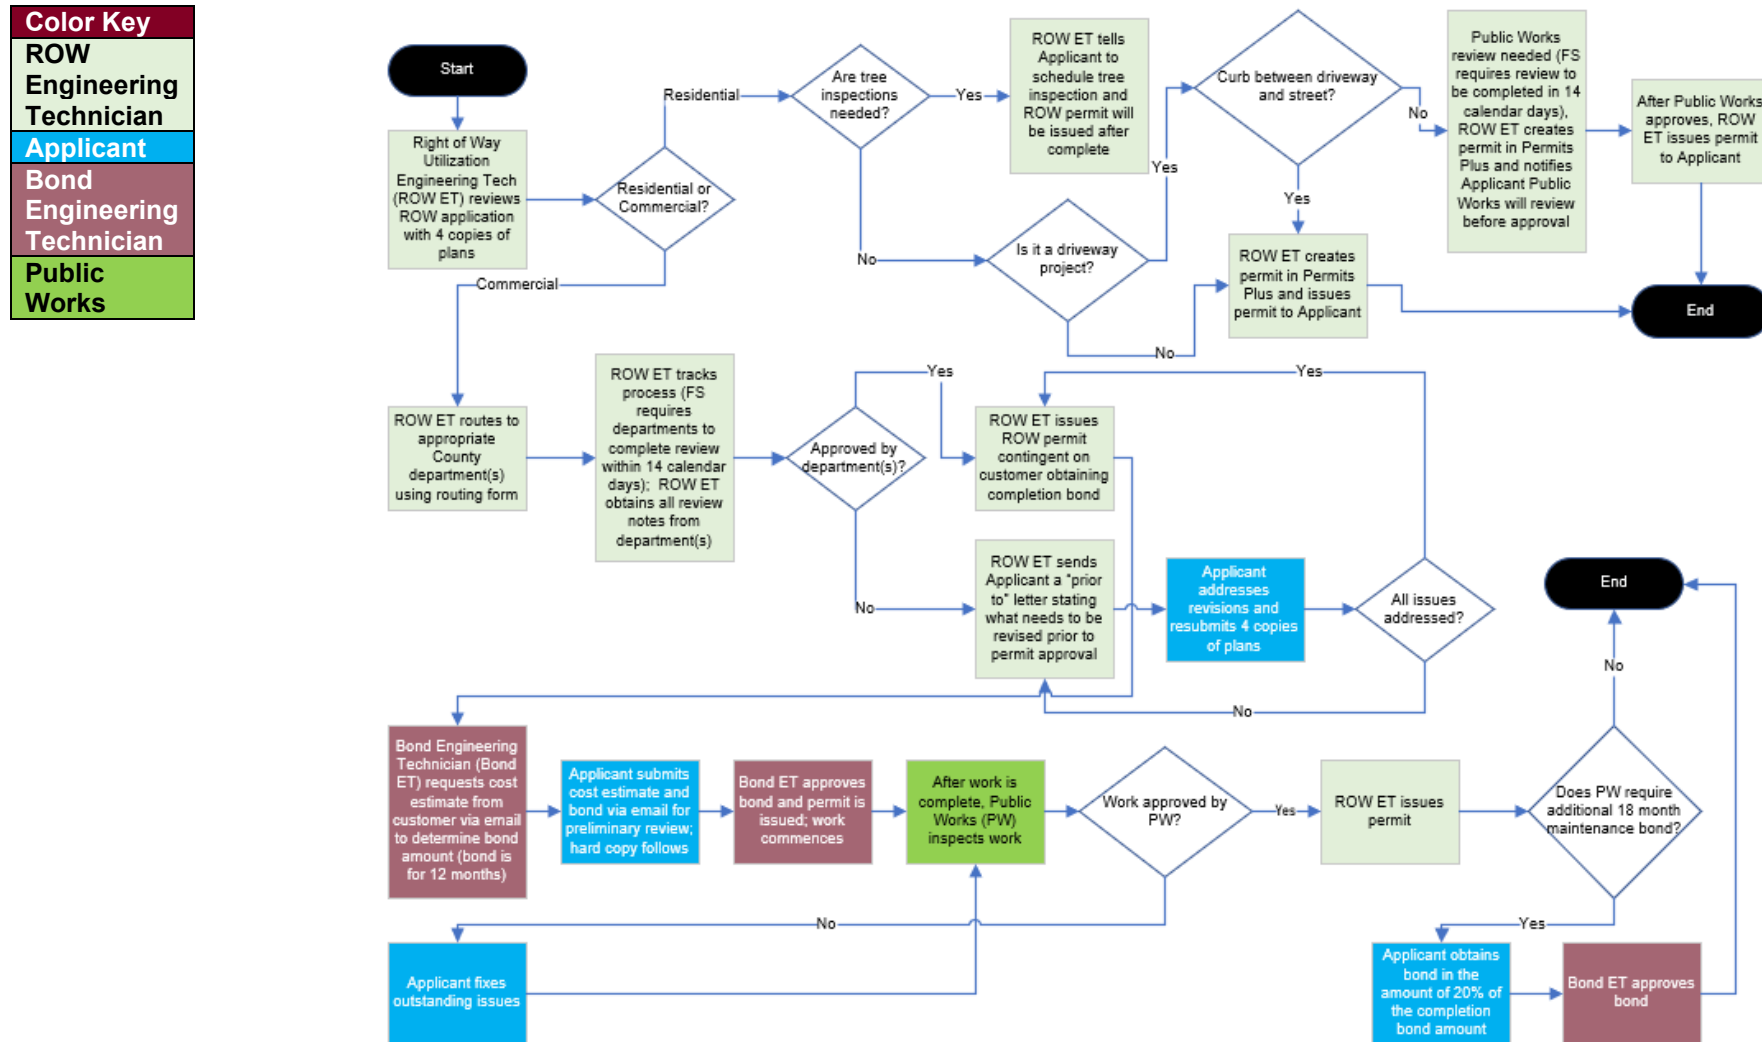 Color Key
ROW
Engineering
Technician
Applicant
Bond
Engineering
Technician
Public
Works
Start
Right of Way
Utilization
Engineering Tech
(ROW ET) reviews
ROW application
with 4 copies of
plans
Residential or
Commercial?
Residential
Commercial
Are tree
inspections
needed?
Yes
No
ROW ET tells
Applicant to
schedule tree
inspection and
ROW permit will
be issued after
complete
Is it a driveway
project?
Yes
No
Curb between driveway
and street?
Yes
No
ROW ET creates
permit in Permits
Plus and issues
permit to Applicant
Public Works
review needed (FS
requires review to
be completed in 14
calendar days),
ROW ET creates
permit in Permits
Plus and notifies
Applicant Public
Works will review
before approval
After Public Works
approves, ROW
ET issues permit
to Applicant
End
ROW ET routes to
appropriate
County
department(s)
using routing form
ROW ET tracks
process (FS
requires
departments to
complete review
within 14 calendar
days); ROW ET
obtains all review
notes from
department(s)
Approved by
department(s)?
Yes
No
ROW ET issues
ROW permit
contingent on
customer obtaining
completion bond
ROW ET sends
Applicant a "prior
to" letter stating
what needs to be
revised prior to
permit approval
Applicant
addresses
revisions and
resubmits 4 copies
of plans
All issues
addressed?
Yes
No
Bond Engineering
Technician (Bond
ET) requests cost
estimate from
customer via email
to determine bond
amount (bond is
for 12 months)
Applicant submits
cost estimate and
bond via email for
preliminary review;
hard copy follows
Bond ET approves
bond and permit is
issued; work
commences
After work is
complete, Public
Works (PW)
inspects work
Work approved by
PW?
Yes
No
Applicant fixes
outstanding issues
ROW ET issues
permit
Does PW require
additional 18 month
maintenance bond?
No
Yes
End
Applicant obtains
bond in the
amount of 20% of
the completion
bond amount
Bond ET approves
bond